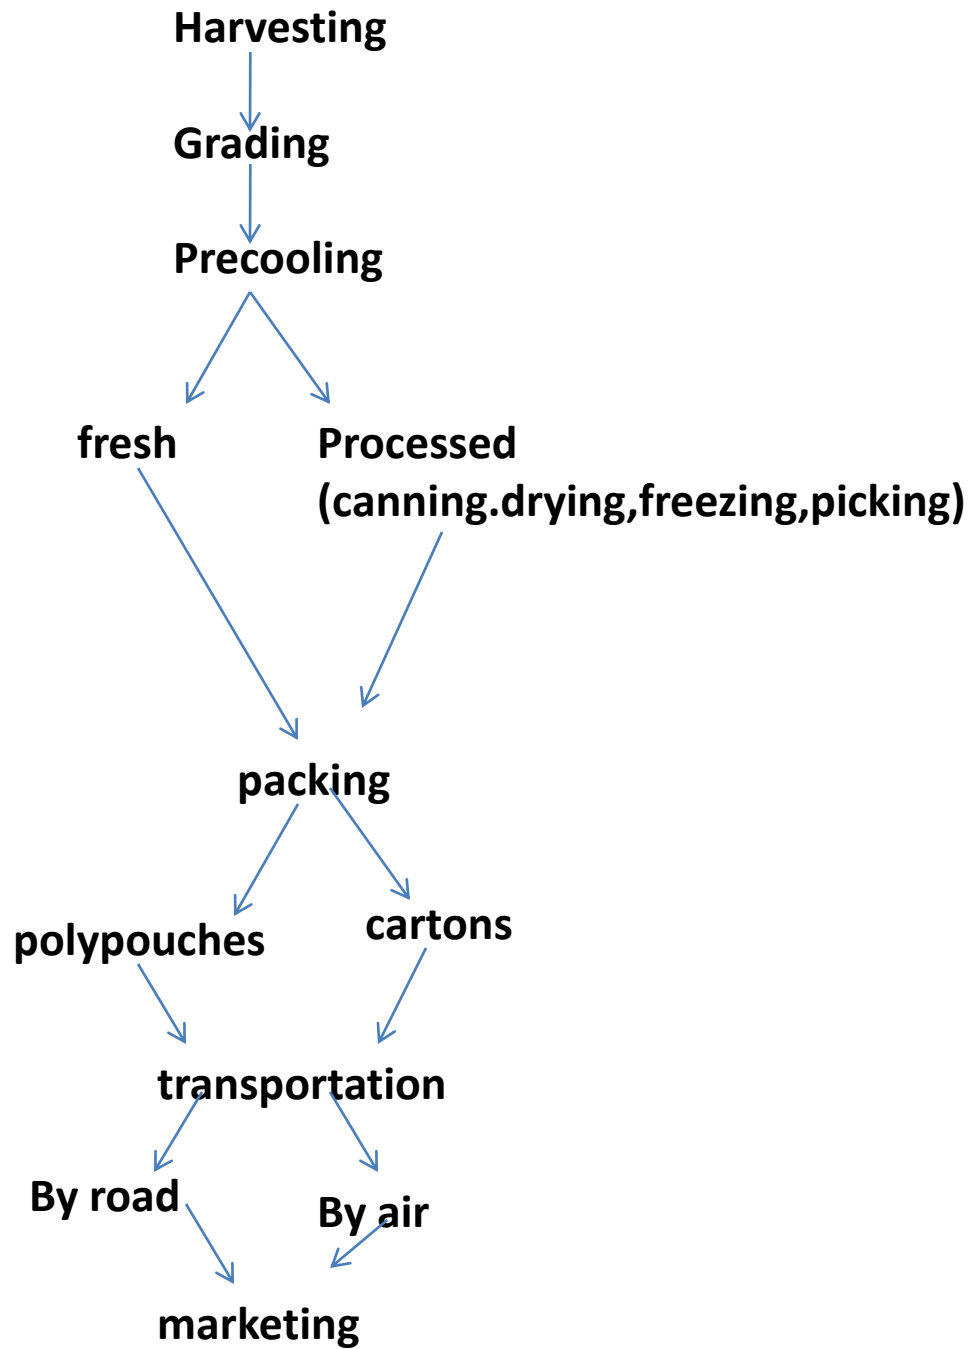 Harvesting
Grading
Precooling
fresh
Processed
(canning.drying,freezing,picking)
packing
polypouches
cartons
transportation
By road
By air
marketing